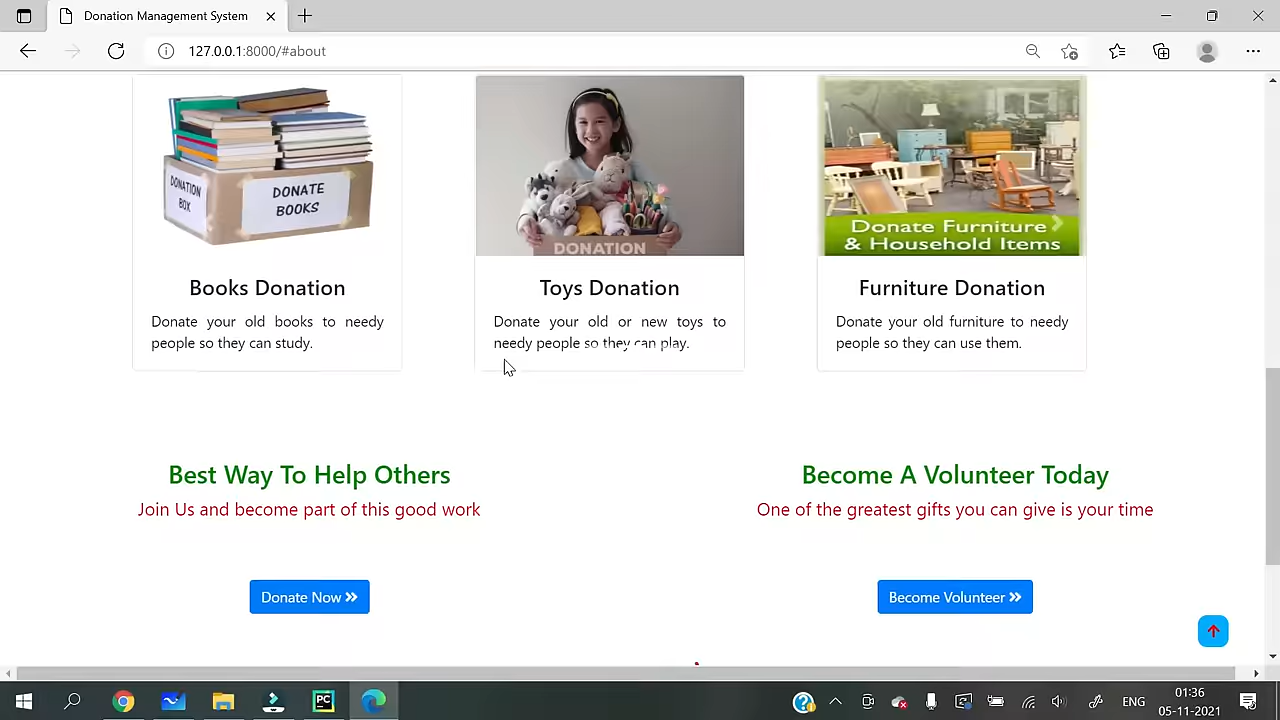 Donation Management System
127.0.0.1:8000/#about
DONATION
BOX
DONATE
BOOKS
DONATION
Donate Furniture
& Household Items
Books Donation
Donate your old books to needy
people so they can study.
Toys Donation
Donate your old or new toys to
needy people so they can play.
Furniture Donation
Donate your old furniture to needy
people so they can use them.
Best Way To Help Others
Join Us and become part of this good work
Donate Now
Become A Volunteer Today
One of the greatest gifts you can give is your time
Become Volunteer
PC
ENG
01:36
05-11-2021